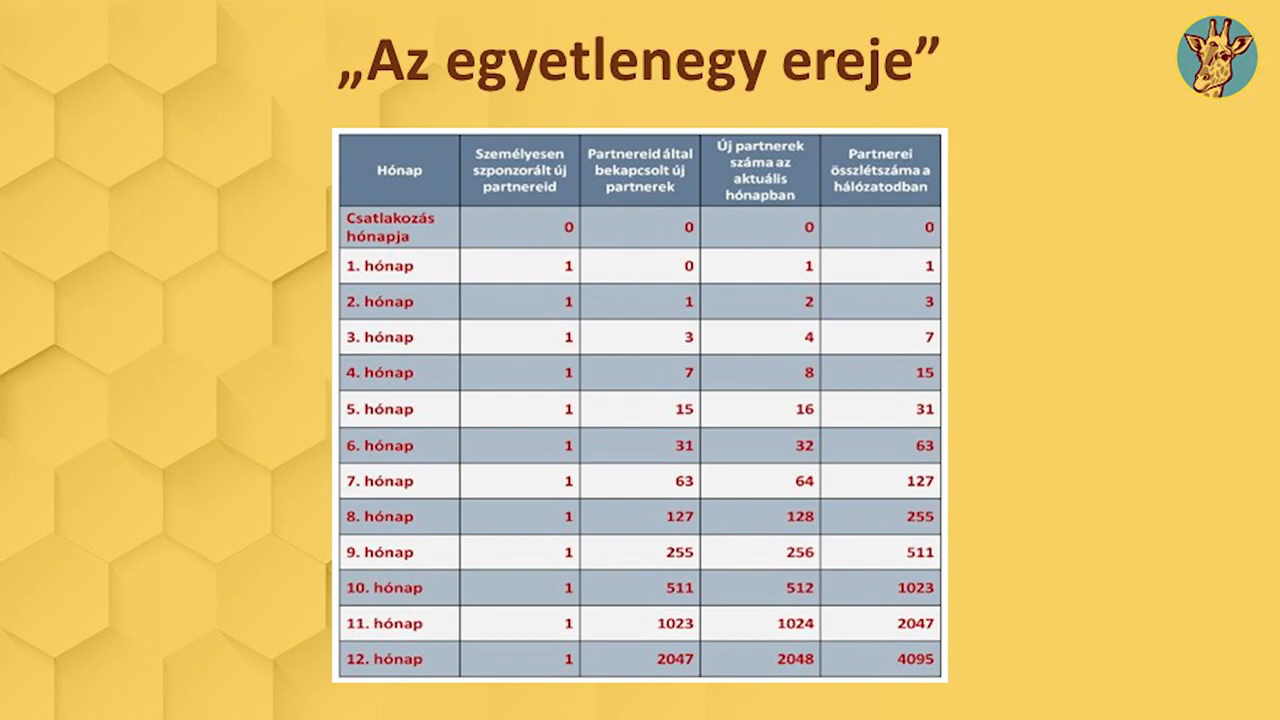 „Az egyetlenegy ereje”
Hónap
Személyesen
szponzorált új
partnereid
Partnereid által
bekapcsolt új
partnerek
Új partnerek
száma az
aktuális
hónapban
Partnerei
összlétszáma a
hálózatodban
Csatlakozás
hónapja
0 0 0 0
1. hónap 1 0 1 1
2. hónap 1 1 2 3
3. hónap 1 3 4 7
4. hónap 1 7 8 15
5. hónap 1 15 16 31
6. hónap 1 31 32 63
7. hónap 1 63 64 127
8. hónap 1 127 128 255
9. hónap 1 255 256 511
10. hónap 1 511 512 1023
11. hónap 1 1023 1024 2047
12. hónap 1 2047 2048 4095